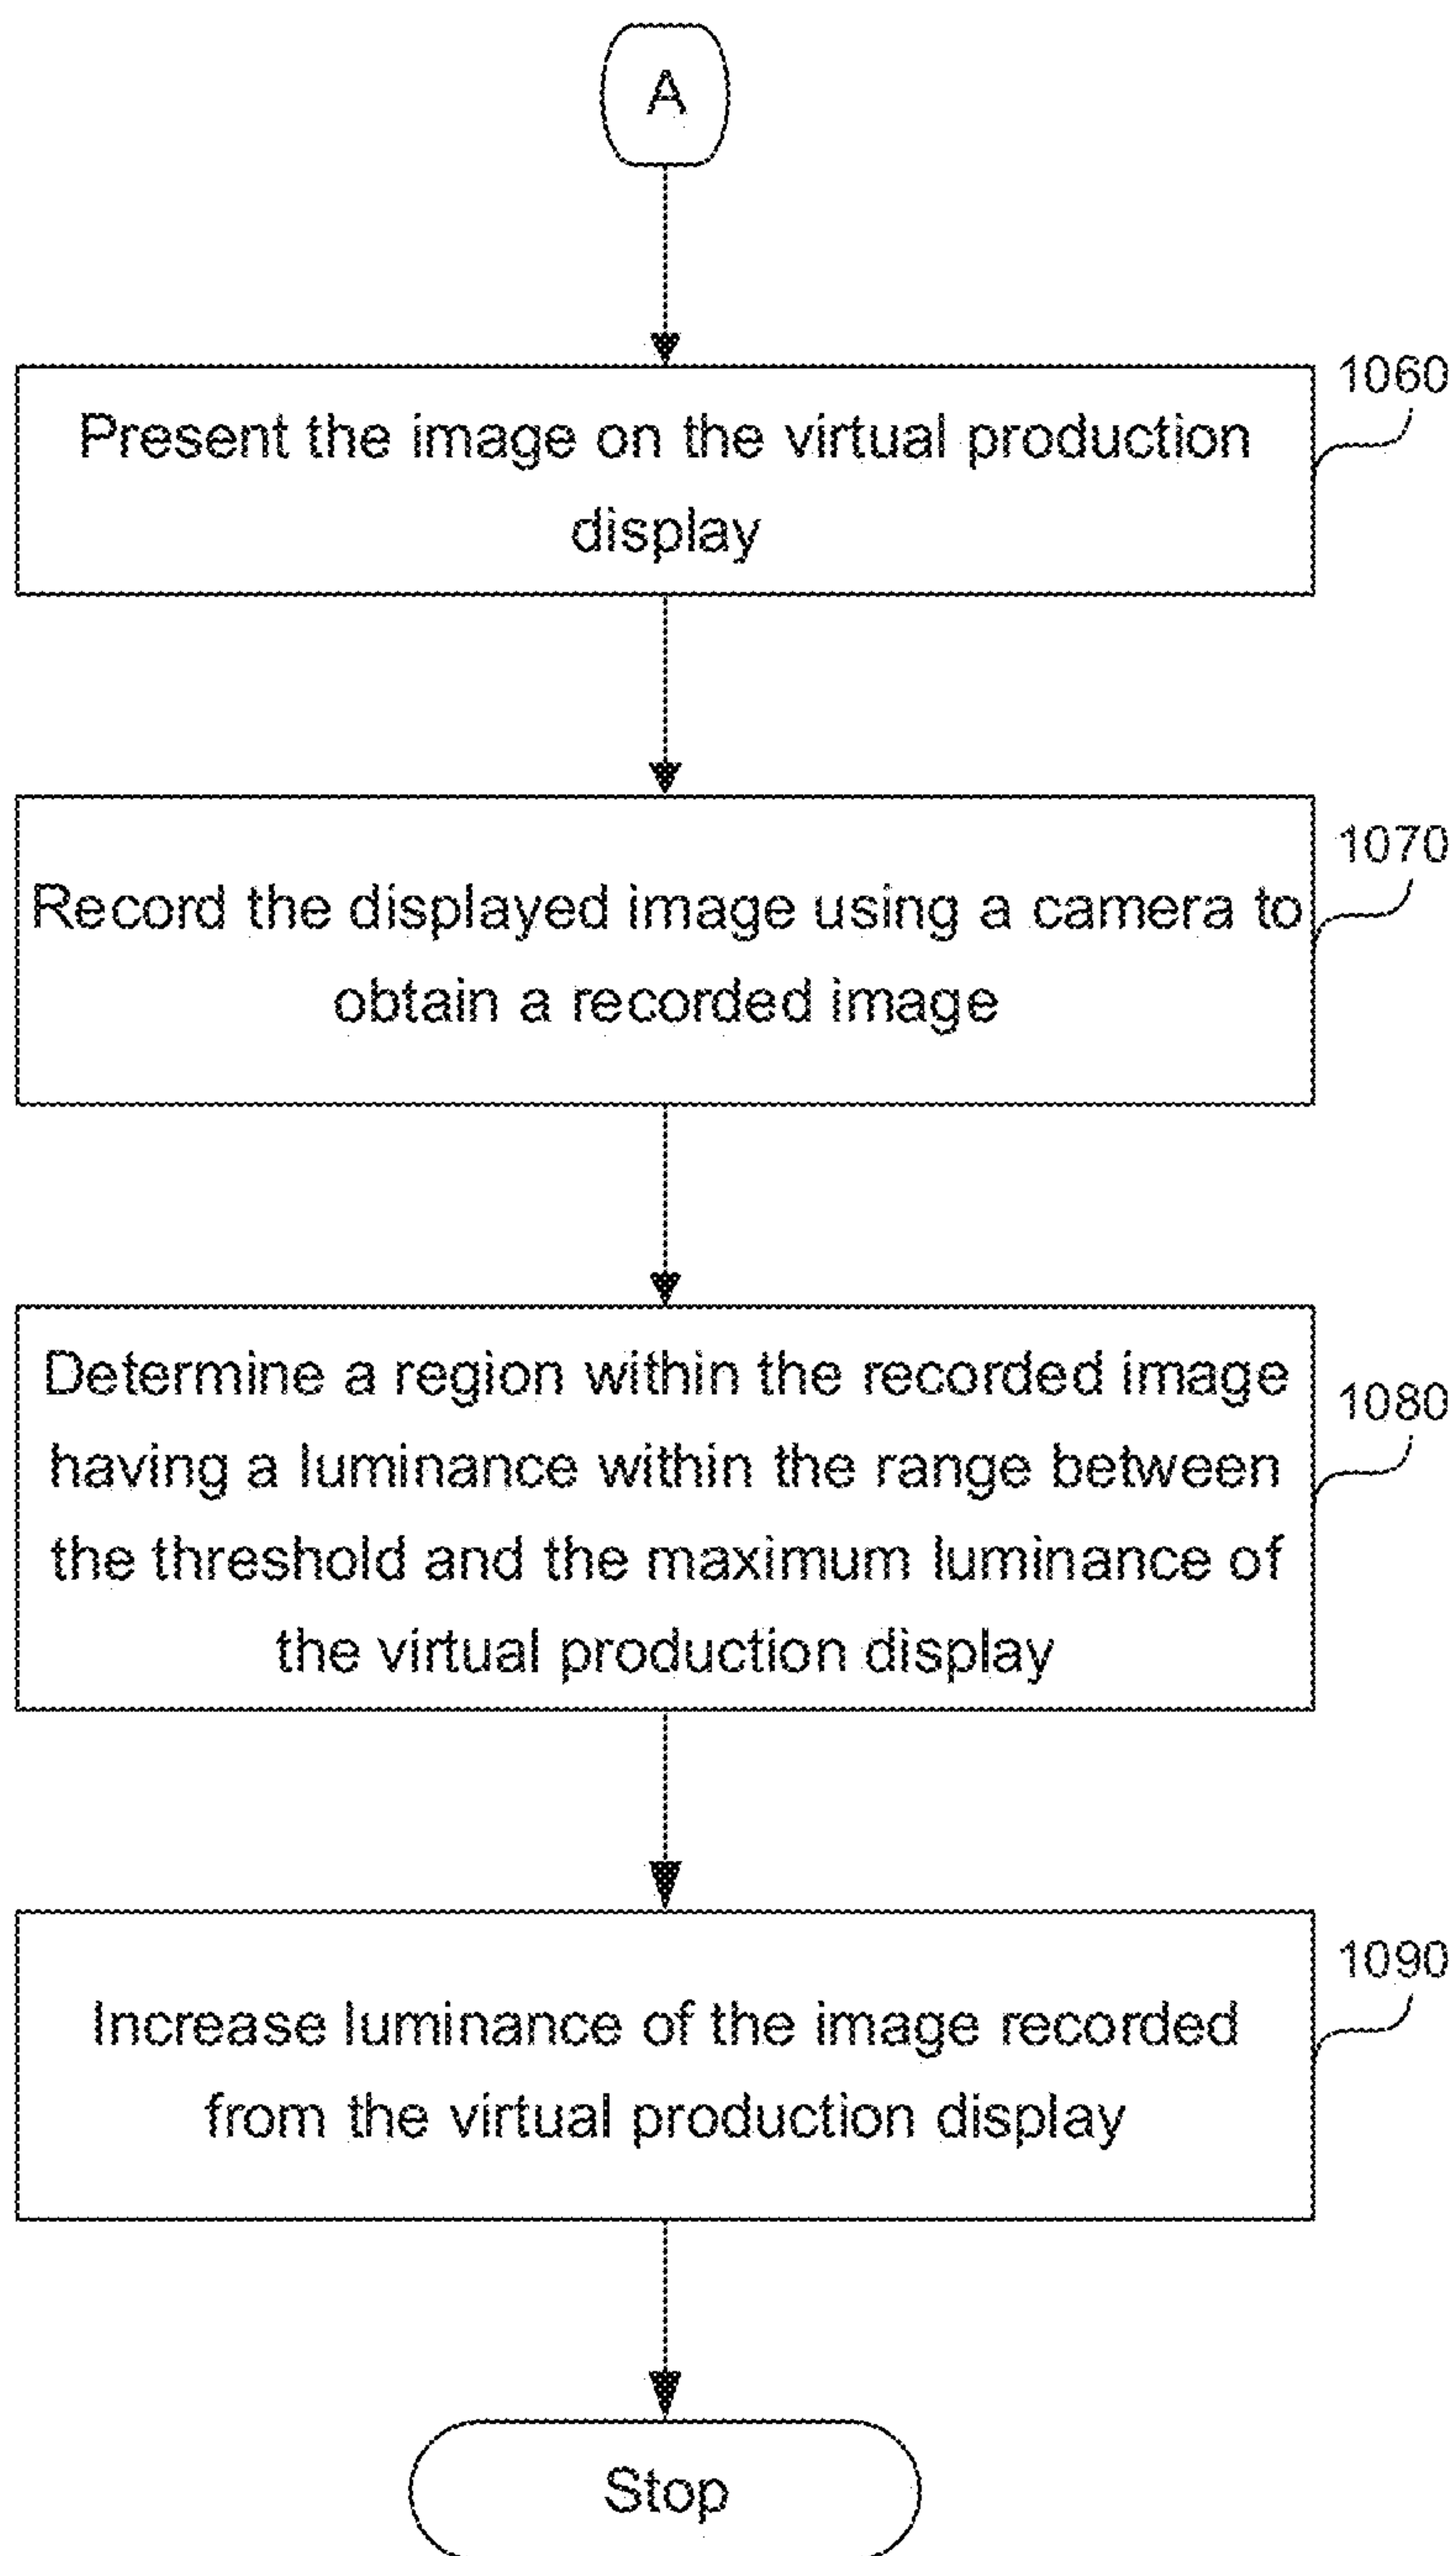 A
1060
Present the image on the virtual production
display
1070
Record the displayed image using a camera to
obtain a recorded image
Determine a region within the recorded image
1080
having a luminance within the range between
the threshold and the maximum luminance of
the virtual production display
1090
Increase luminance of the image recorded
from the virtual production display
Stop